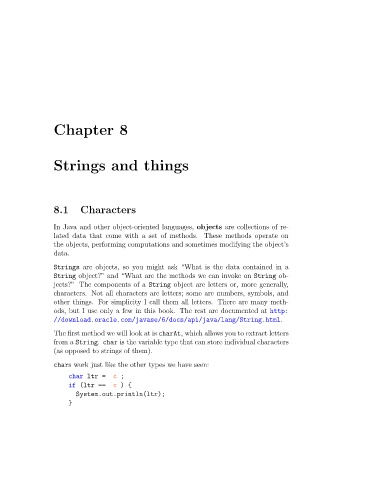 Chapter 8
Strings and things
8.1 Characters
In Java and other object-oriented languages, objects are collections of re-
lated data that come with a set of methods. These methods operate on
the objects, performing computations and sometimes modifying the object's
data.
Strings are objects, so you might ask "What is the data contained in a
String object?" and "What are the methods we can invoke on String ob-
jects?" The components of a String object are letters or, more generally,
characters. Not all characters are letters; some are numbers, symbols, and
other things. For simplicity I call them all letters. There are many meth-
ods, but I use only a few in this book. The rest are documented at http:
//download.oracle.com/javase/6/docs/api/java/lang/String.html.
The first method we will look at is charAt, which allows you to extract letters
from a String. char is the variable type that can store individual characters
(as opposed to strings of them).
chars work just like the other types we have seen:
char ltr = c ;
if (ltr == c ) {
System.out.println(ltr);
}